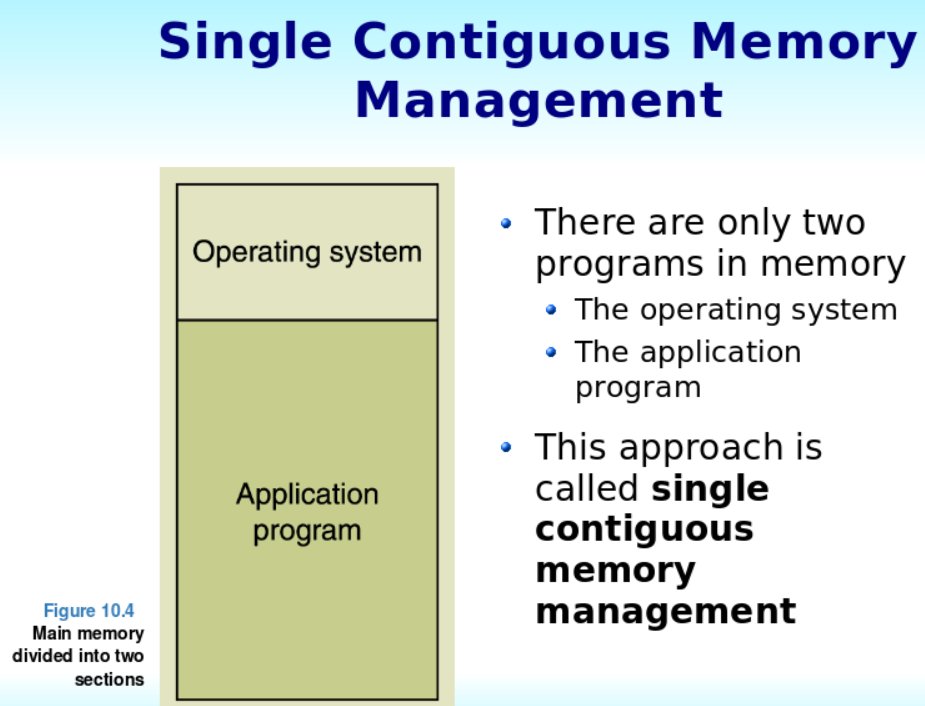 Single Contiguous Memory
Management
Operating system
Application
program
Figure 10.4
Main memory
divided into two
sections
There are only two
programs in memory
The operating system
The application
program
This approach is
called single
contiguous
memory
management